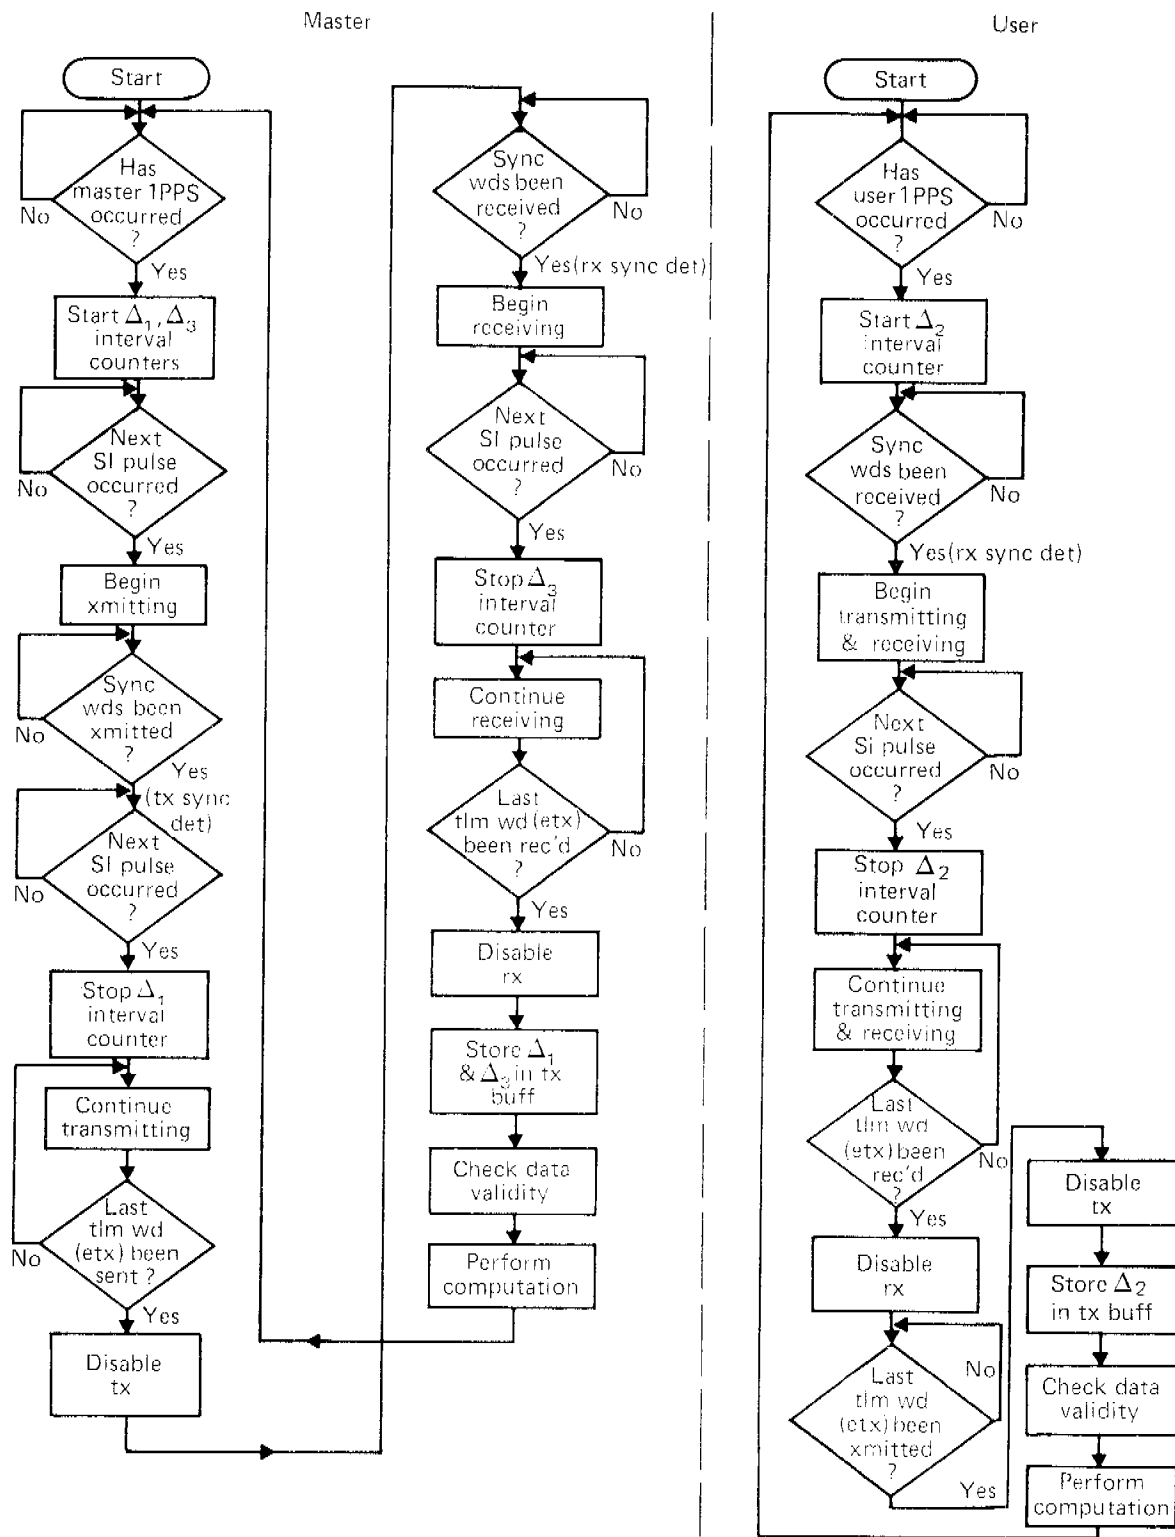 Master
Start
Has
master 1PPS
occurred
?
No
Yes
Start Δ₁, Δ₃
interval
counters
Next
SI pulse
occurred
?
No
Yes
Begin
xmitting
Sync
wds been
xmitted
?
No
Yes
(tx sync
det)
Next
SI pulse
occurred
?
No
Yes
Stop Δ₁
interval
counter
Continue
transmitting
Last
tlm wd
(etx) been
sent ?
No
Yes
Disable
tx
Sync
wds been
received
?
No
Yes(rx sync det)
Begin
receiving
Next
SI pulse
occurred
?
No
Yes
Stop Δ₃
interval
counter
Continue
receiving
Last
tlm wd (etx)
been rec'd
?
No
Yes
Disable
rx
Store Δ₁
& Δ₃ in tx
buff
Check data
validity
Perform
computation
User
Start
Has
user 1PPS
occurred
?
No
Yes
Start Δ₂
interval
counter
Sync
wds been
received
?
No
Yes(rx sync det)
Begin
transmitting
& receiving
Next
SI pulse
occurred
?
No
Yes
Stop Δ₂
interval
counter
Continue
transmitting
& receiving
Last
tlm wd
(etx) been
rec'd
?
No
Yes
Disable
rx
Last
tlm wd
(etx) been
xmitted
?
No
Yes
Disable
tx
Store Δ₂
in tx buff
Check data
validity
Perform
computation